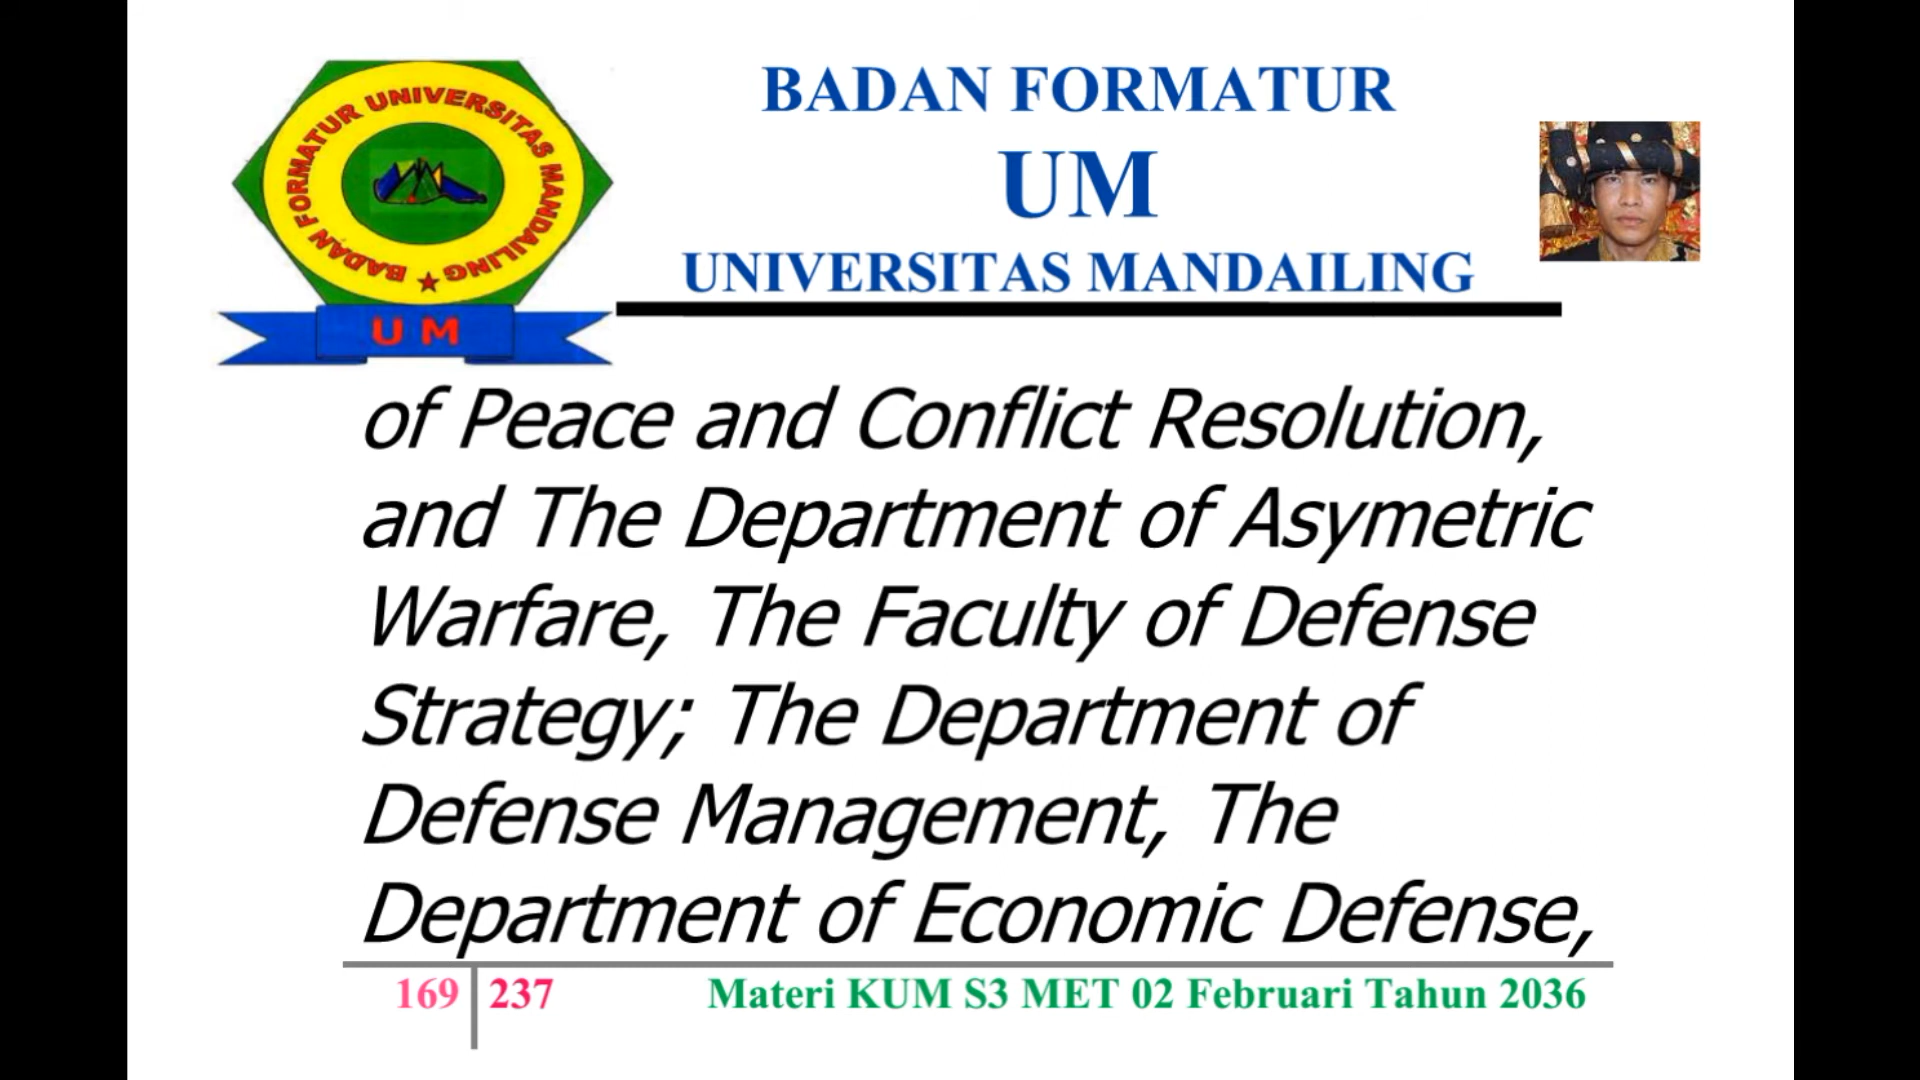 BADAN FORMATUR UNIVERSITAS MANDAILING
U M
BADAN FORMATUR
UM
UNIVERSITAS MANDAILING
of Peace and Conflict Resolution,
and The Department of Asymetric
Warfare, The Faculty of Defense
Strategy; The Department of
Defense Management, The
Department of Economic Defense,
169 237 Materi KUM S3 MET 02 Februari Tahun 2036